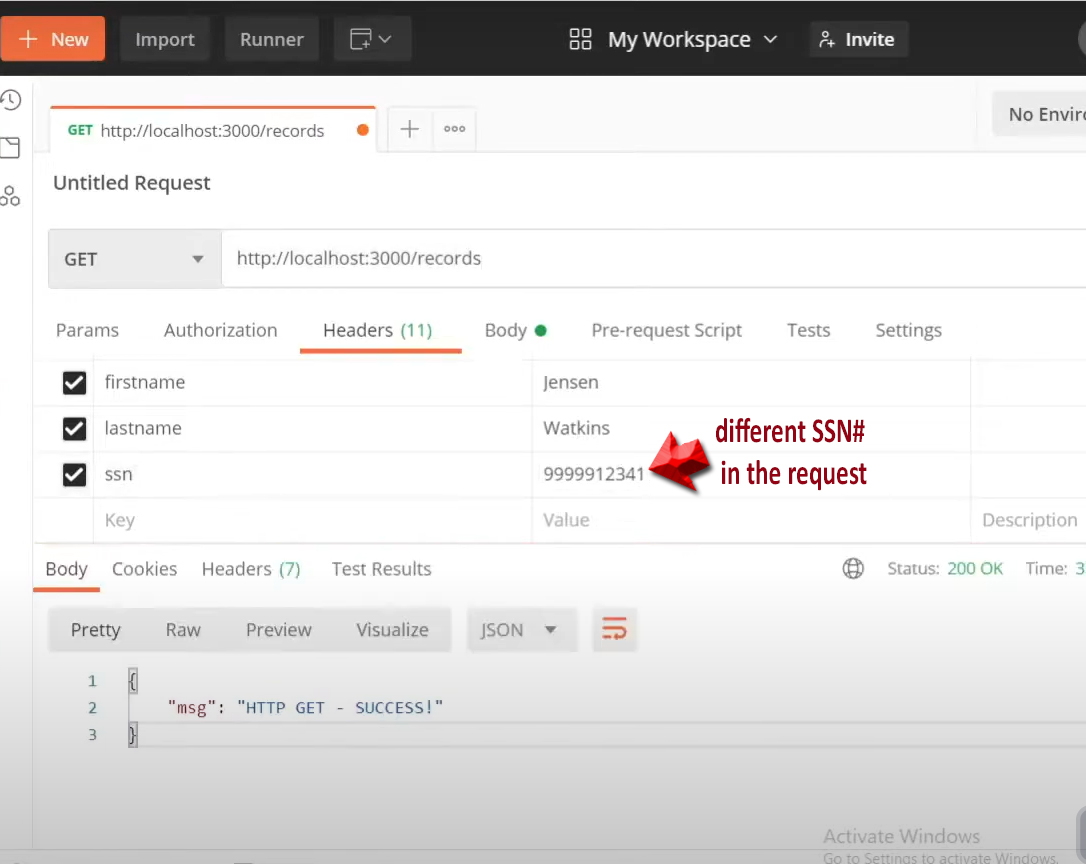 + New Import Runner My Workspace Invite
GET http://localhost:3000/records + ooo No Enviro
Untitled Request
GET http://localhost:3000/records
Params Authorization Headers (11) Body Pre-request Script Tests Settings
firstname Jensen
lastname Watkins
different SSN#
ssn 9999912341
in the request
Key Value Description
Body Cookies Headers (7) Test Results Status: 200 OK Time: 3
Pretty Raw Preview Visualize JSON
1 {
2 "msg": "HTTP GET - SUCCESS!"
3 }
Activate Windows
Go to Settings to activate Windows.